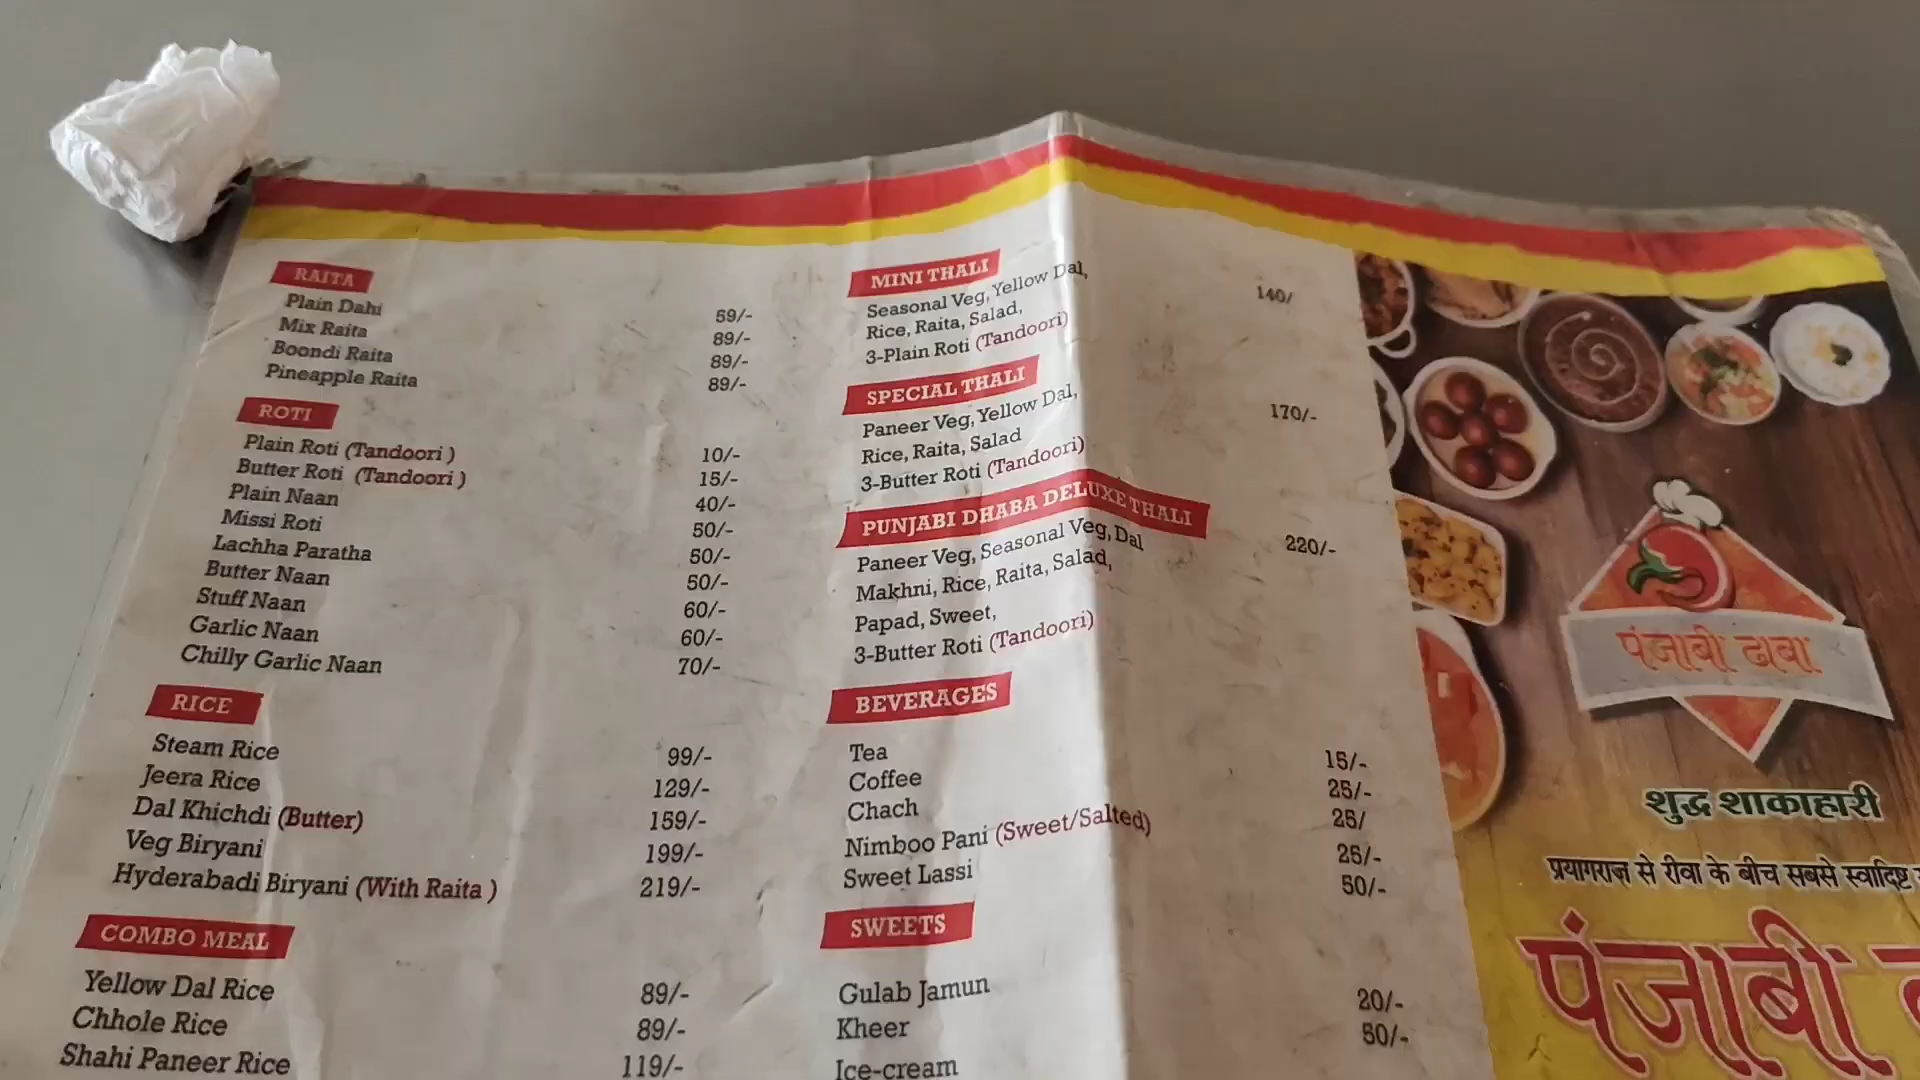 RAITA
Plain Dahi 59/-
Mix Raita 89/-
Boondi Raita 89/-
Pineapple Raita 89/-
ROTI
Plain Roti (Tandoori ) 10/-
Butter Roti (Tandoori ) 15/-
Plain Naan 40/-
Missi Roti 50/-
Lachha Paratha 50/-
Butter Naan 50/-
Stuff Naan 60/-
Garlic Naan 60/-
Chilly Garlic Naan 70/-
RICE
Steam Rice 99/-
Jeera Rice 129/-
Dal Khichdi (Butter) 159/-
Veg Biryani 199/-
Hyderabadi Biryani (With Raita ) 219/-
COMBO MEAL
Yellow Dal Rice 89/-
Chhole Rice 89/-
Shahi Paneer Rice 119/-
MINI THALI
Seasonal Veg, Yellow Dal, 140/
Rice, Raita, Salad,
3-Plain Roti (Tandoori)
SPECIAL THALI
Paneer Veg, Yellow Dal, 170/-
Rice, Raita, Salad
3-Butter Roti (Tandoori)
PUNJABI DHABA DELUXE THALI
Paneer Veg, Seasonal Veg, Dal 220/-
Makhni, Rice, Raita, Salad,
Papad, Sweet,
3-Butter Roti (Tandoori)
BEVERAGES
Tea 15/-
Coffee 25/-
Chach 25/
Nimboo Pani (Sweet/Salted) 25/-
Sweet Lassi 50/-
SWEETS
Gulab Jamun 20/-
Kheer 50/-
Ice-cream
पंजाबी ढाबा
शुद्ध शाकाहारी
प्रयागराज से रीवा के बीच सबसे स्वादिष्ट
पंजाबी